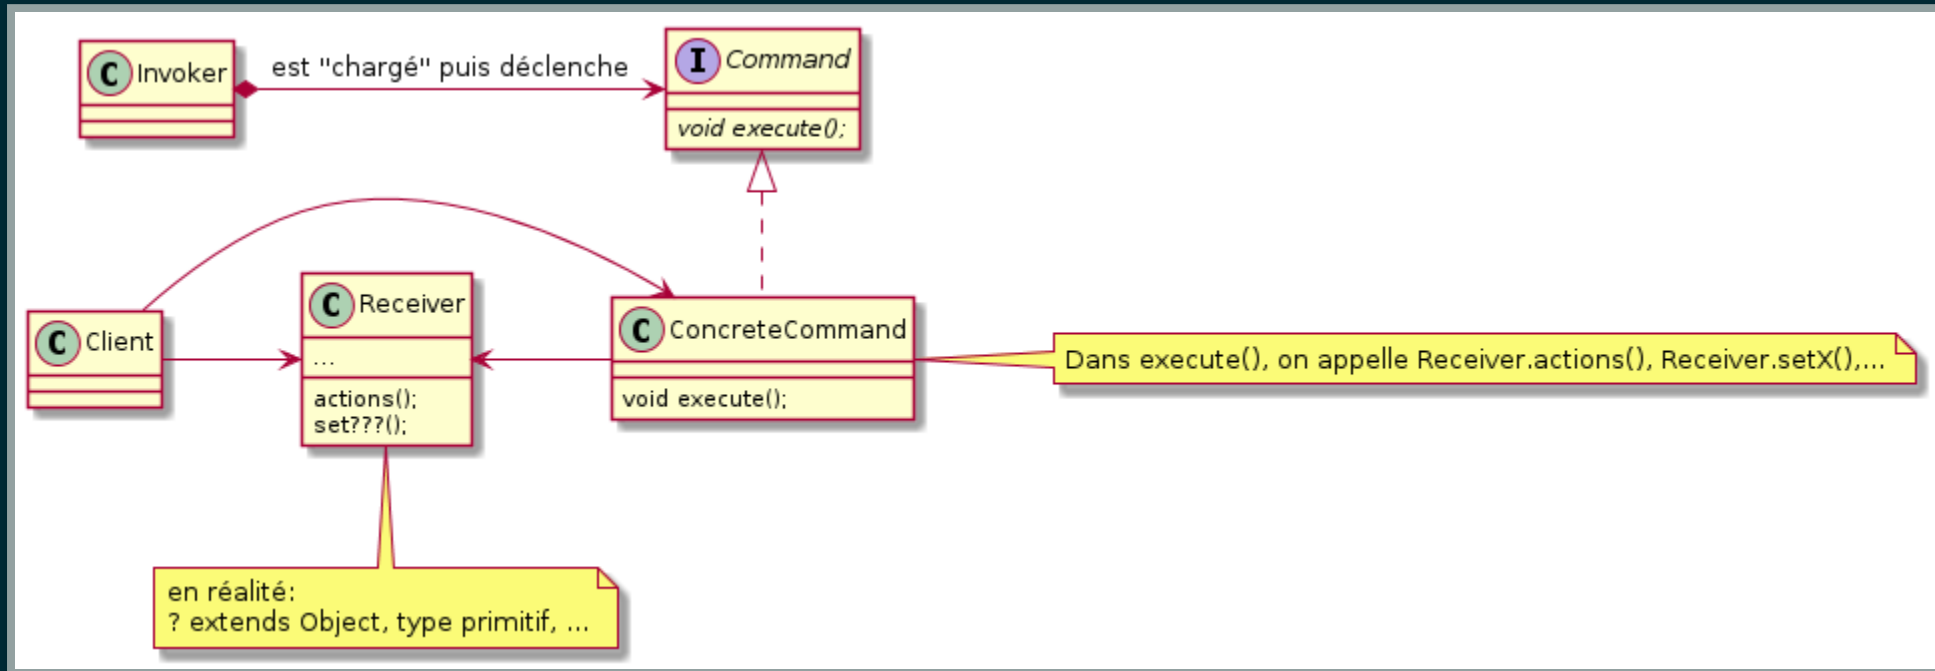 C Invoker
est "chargé" puis déclenche
I Command
void execute();
C Client
C Receiver
...
actions();
set???();
C ConcreteCommand
void execute();
Dans execute(), on appelle Receiver.actions(), Receiver.setX(),...
en réalité:
? extends Object, type primitif, ...